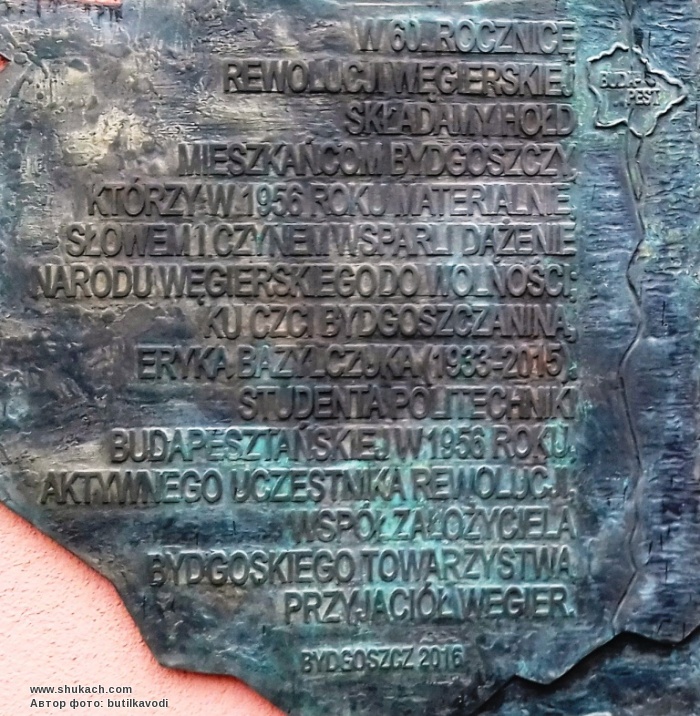 W 60. ROCZNICĘ
REWOLUCJI WĘGIERSKIEJ
SKŁADAMY HOŁD
MIESZKAŃCOM BYDGOSZCZY,
KTÓRZY W 1956 ROKU MATERIALNIE,
SŁOWEM I CZYNEM WSPARLI DĄŻENIE
NARODU WĘGIERSKIEGO DO WOLNOŚCI;
KU CZCI BYDGOSZCZANINA,
ERYKA BAZYLCZUKA (1933-2015),
STUDENTA POLITECHNIKI
BUDAPESZTAŃSKIEJ W 1956 ROKU,
AKTYWNEGO UCZESTNIKA REWOLUCJI,
WSPÓŁZAŁOŻYCIELA
BYDGOSKIEGO TOWARZYSTWA
PRZYJACIÓŁ WĘGIER.
BYDGOSZCZ 2016
BUDA
PEST
www.shukach.com
Автор фото: butilkavodi